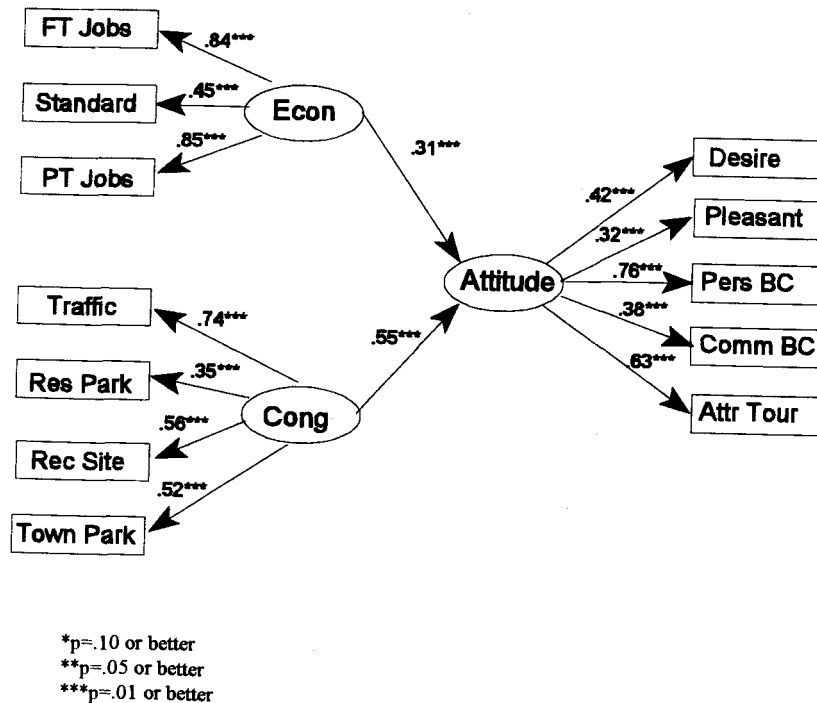 FT Jobs
.84***
Standard
.45***
Econ
.85***
PT Jobs
.31***
Desire
.42***
Pleasant
.32***
Attitude
.76***
Pers BC
.38***
Comm BC
.63***
Attr Tour
Traffic
.74***
.55***
Res Park
.35***
Cong
.56***
Rec Site
.52***
Town Park
*p=.10 or better
**p=.05 or better
***p=.01 or better